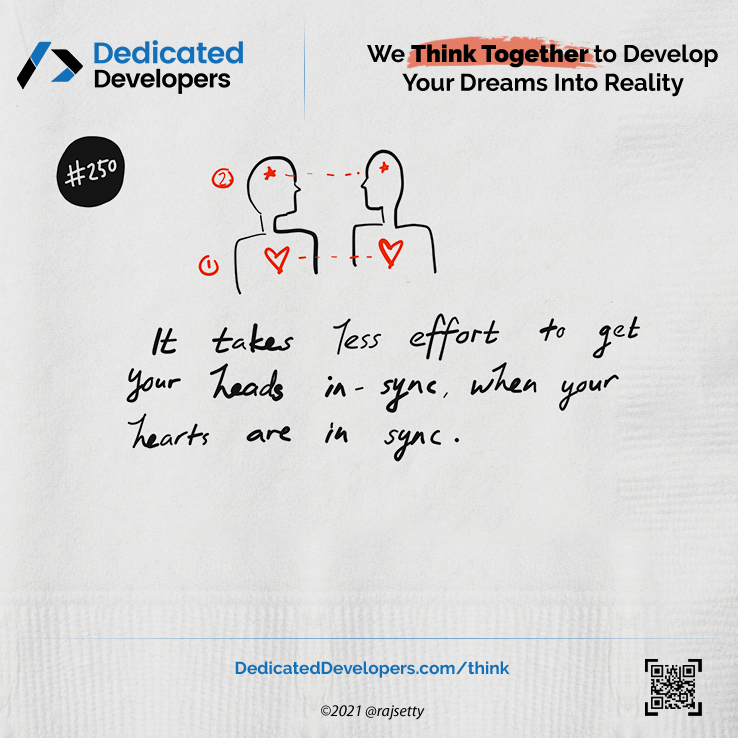 Dedicated
Developers
We Think Together to Develop
Your Dreams Into Reality
#250
2
1
It takes less effort to get
your heads in-sync, when your
hearts are in sync.
DedicatedDevelopers.com/think
©2021 @rajsetty